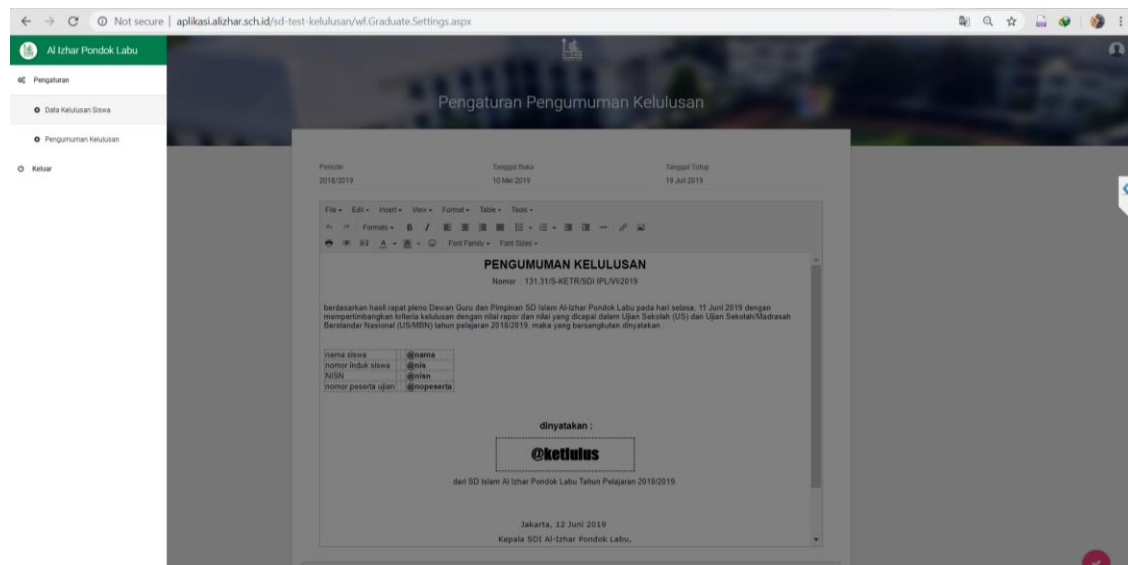 Not secure | aplikasi.alizhar.sch.id/sd-test-kelulusan/wf.Graduate.Settings.aspx
Al Izhar Pondok Labu
Pengaturan
Data Kelulusan Siswa
Pengumuman Kelulusan
Keluar
Pengaturan Pengumuman Kelulusan
Periode Tanggal Buka Tanggal Tutup
2018/2019 10 Mei 2019 19 Juli 2019
File Edit Insert View Format Table Tools
Formats B I
A A Font Family Font Sizes
PENGUMUMAN KELULUSAN
Nomor : 131.31/S-KETR/SDI IPL/VI/2019
berdasarkan hasil rapat pleno Dewan Guru dan Pimpinan SD Islam Al-Izhar Pondok Labu pada hari selasa, 11 Juni 2019 dengan
mempertimbangkan kriteria kelulusan dengan nilai rapor dan nilai yang dicapai dalam Ujian Sekolah (US) dan Ujian Sekolah/Madrasah
Berstandar Nasional (US/MBN) tahun pelajaran 2018/2019, maka yang bersangkutan dinyatakan :
nama siswa : @nama
nomor induk siswa : @nis
NISN : @nisn
nomor peserta ujian : @nopeserta
dinyatakan :
@ketlulus
dari SD Islam Al Izhar Pondok Labu Tahun Pelajaran 2018/2019.
Jakarta, 12 Juni 2019
Kepala SDI Al-Izhar Pondok Labu,